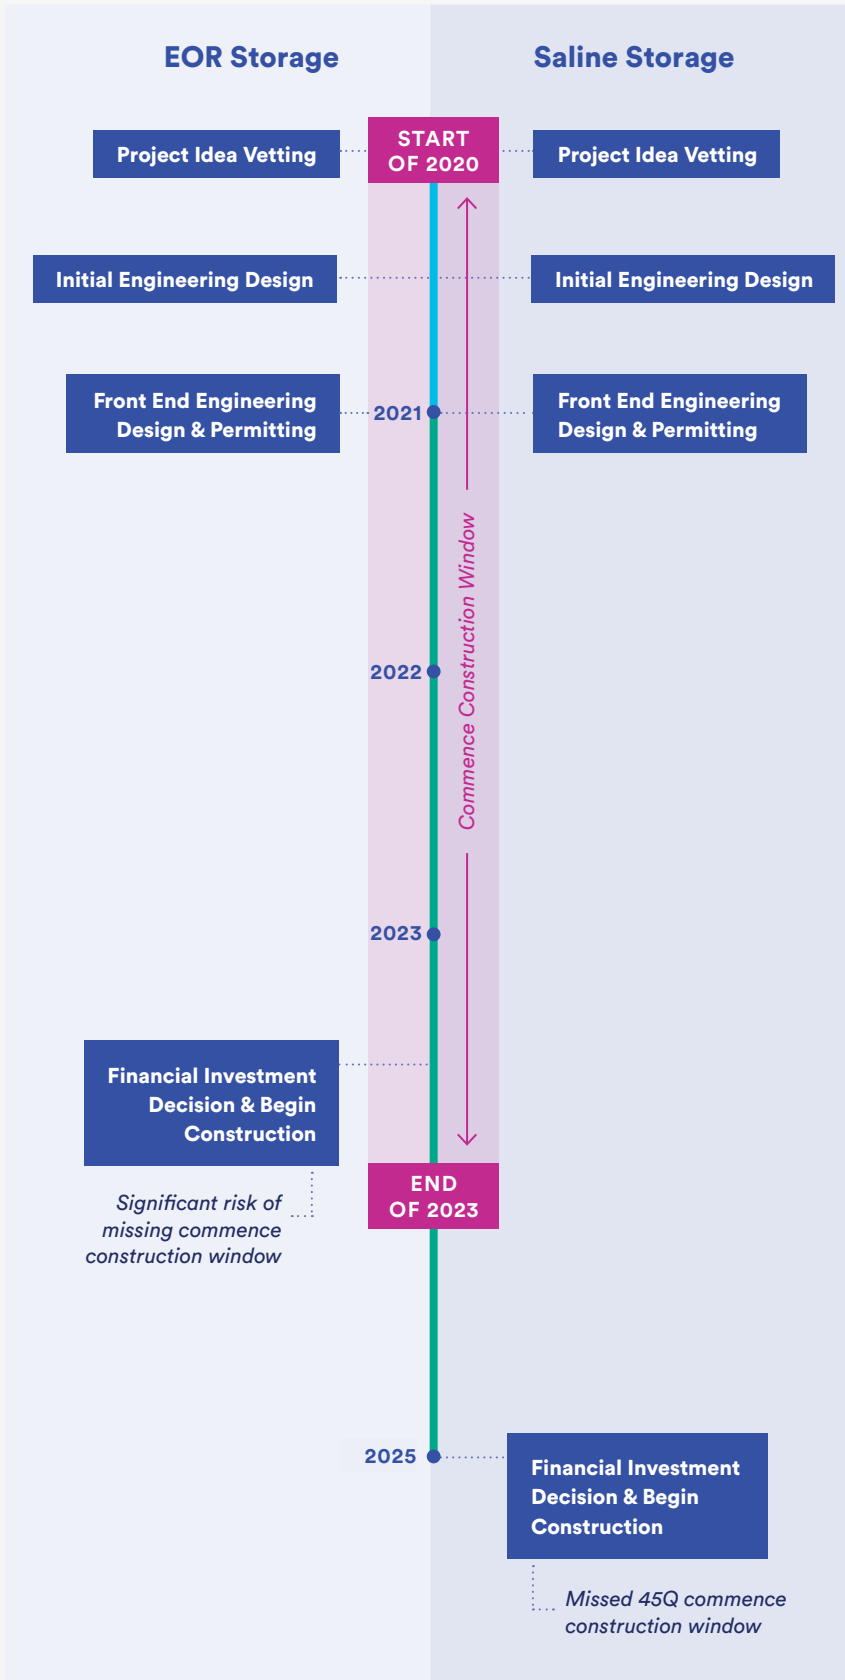 EOR Storage
Saline Storage
START
OF 2020
Project Idea Vetting
Project Idea Vetting
Initial Engineering Design
Initial Engineering Design
Front End Engineering
Design & Permitting
2021
Front End Engineering
Design & Permitting
Commence Construction Window
2022
2023
Financial Investment
Decision & Begin
Construction
Significant risk of
missing commence
construction window
END
OF 2023
2025
Financial Investment
Decision & Begin
Construction
Missed 45Q commence
construction window